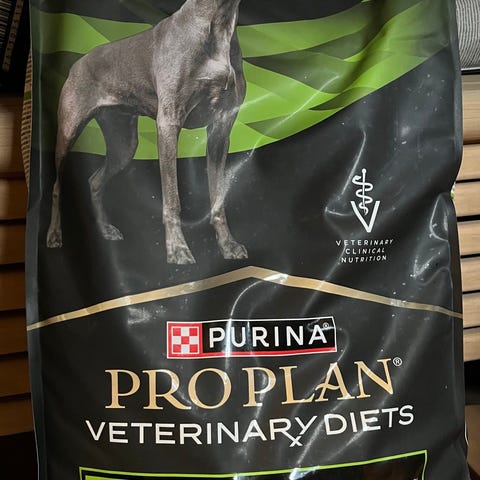 VETERINARY
CLINICAL
NUTRITION
PURINA®
PRO PLAN®
VETERINARY DIETS